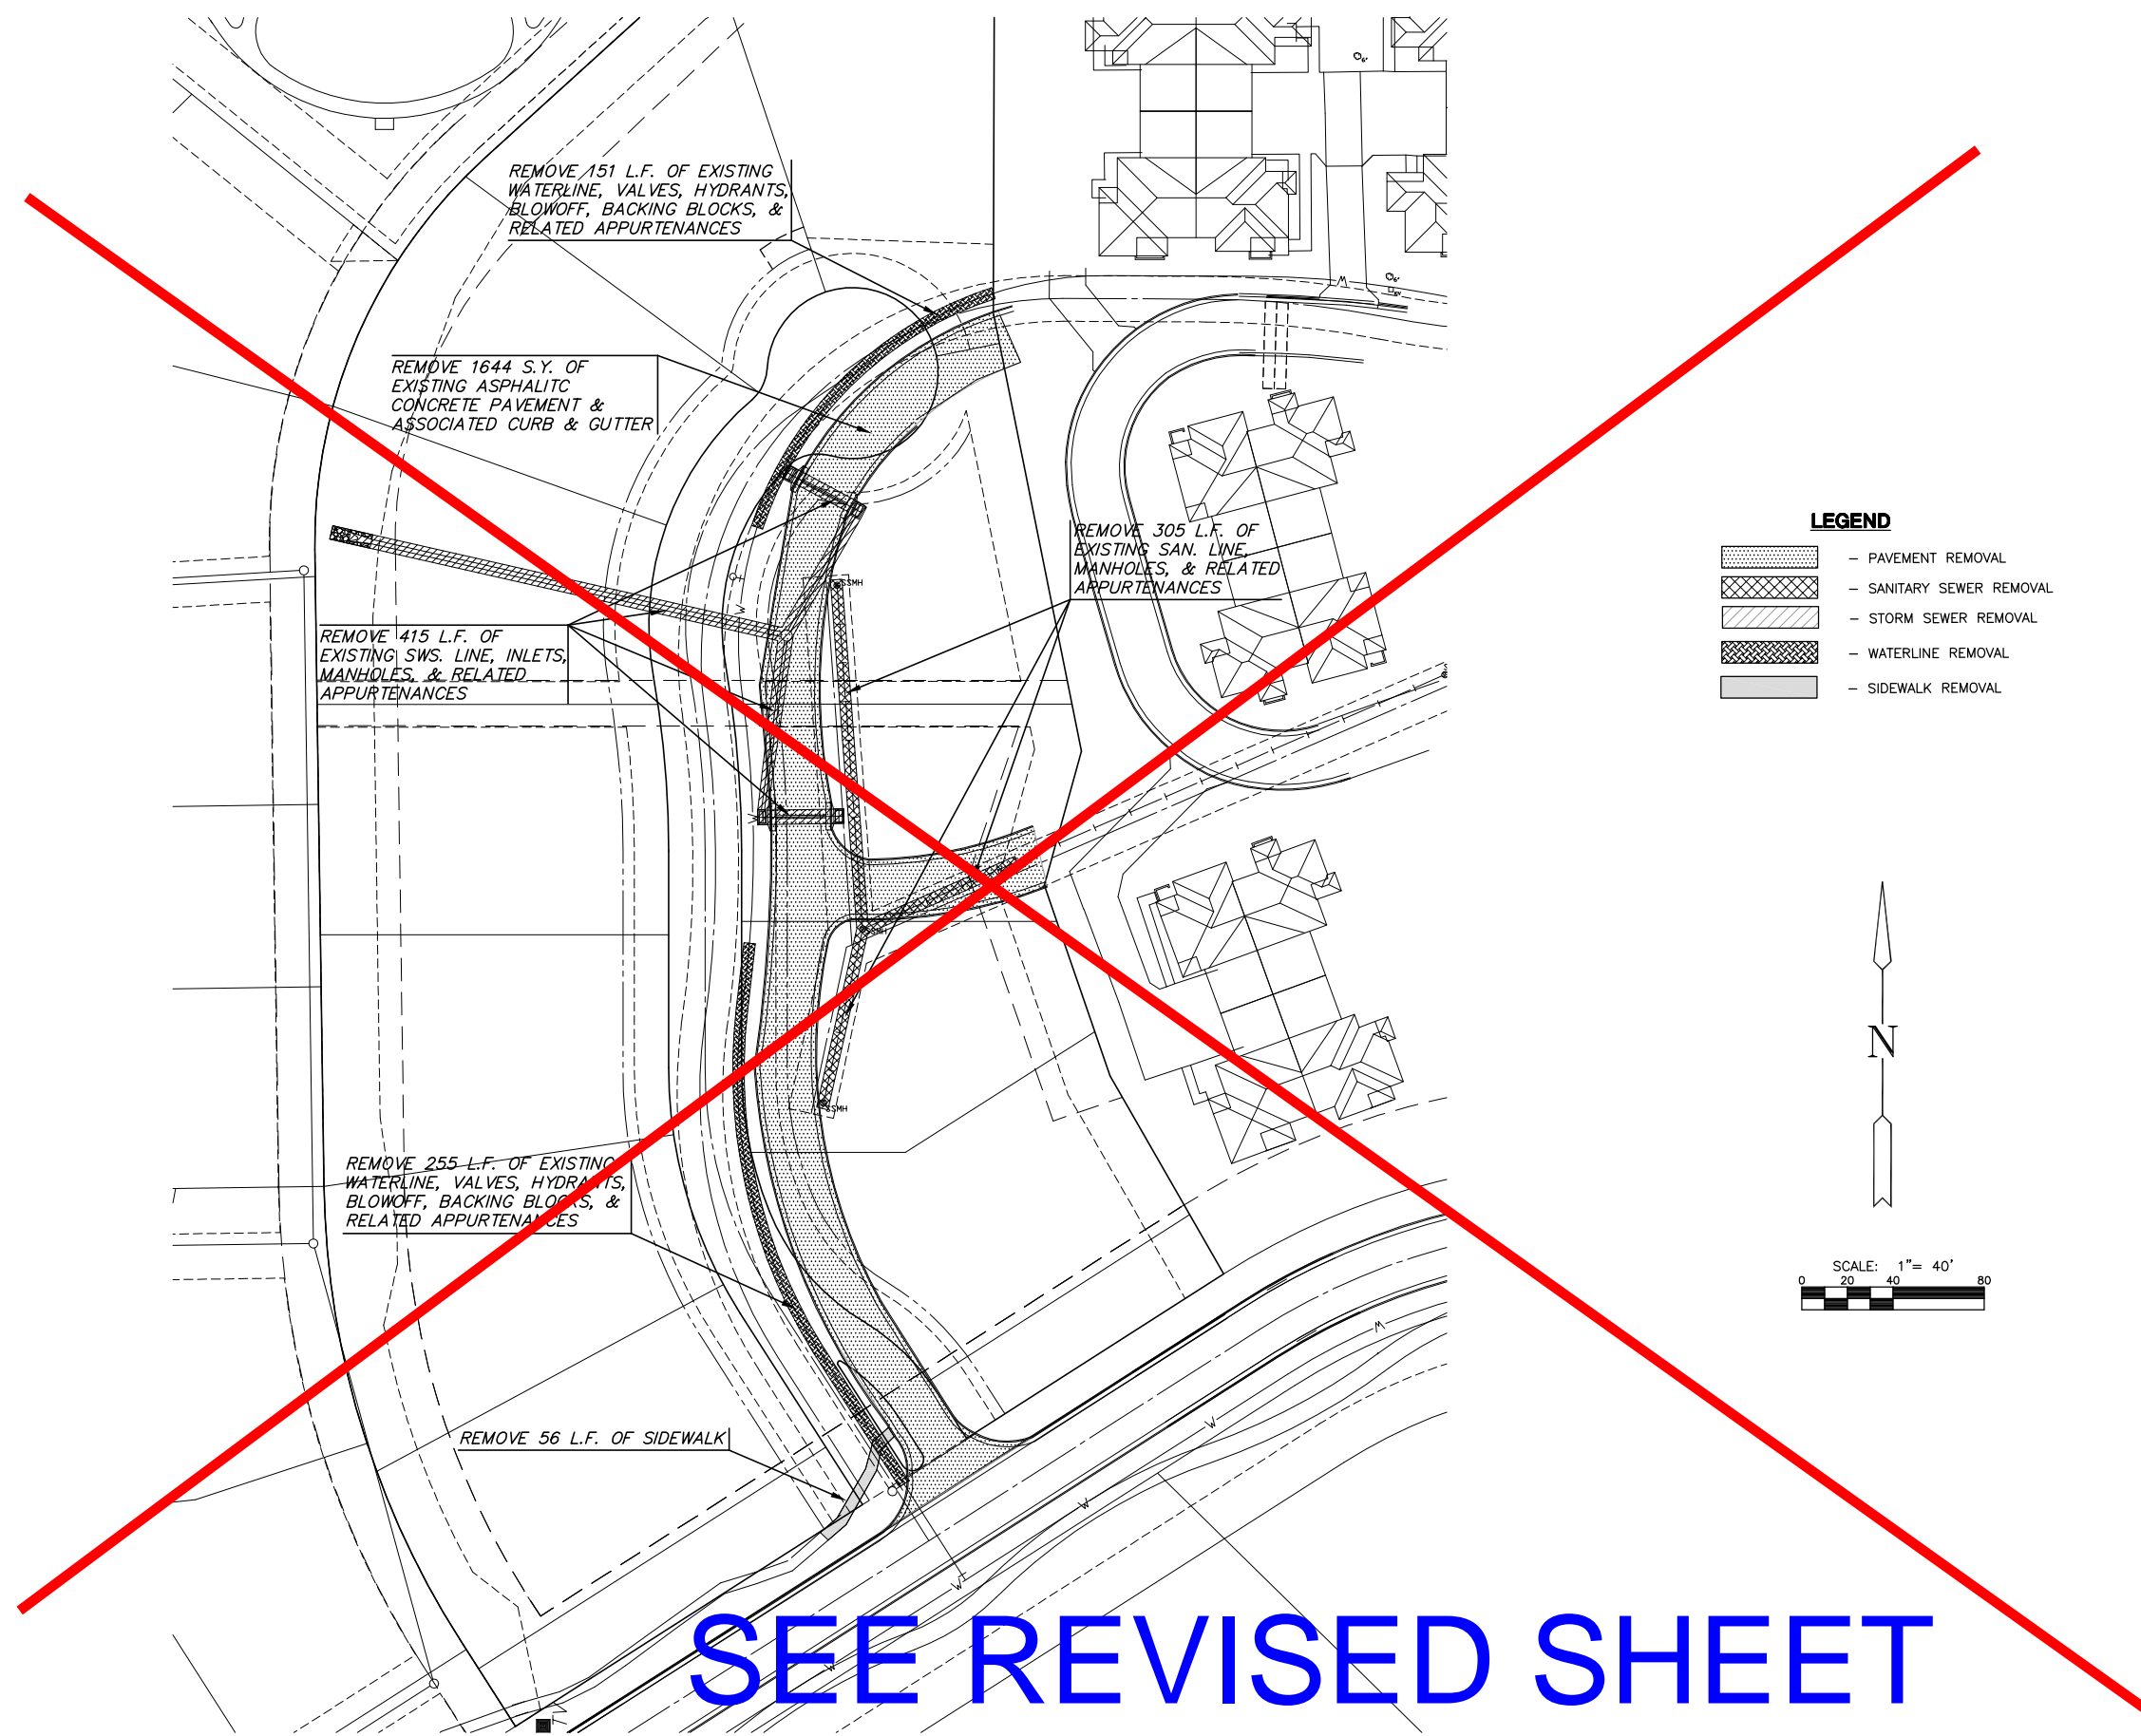 REMOVE 151 L.F. OF EXISTING
WATERLINE, VALVES, HYDRANTS,
BLOWOFF, BACKING BLOCKS, &
RELATED APPURTENANCES
REMOVE 1644 S.Y. OF
EXISTING ASPHALITC
CONCRETE PAVEMENT &
ASSOCIATED CURB & GUTTER
REMOVE 305 L.F. OF
EXISTING SAN. LINE,
MANHOLES, & RELATED
APPURTENANCES
REMOVE 415 L.F. OF
EXISTING SWS. LINE, INLETS,
MANHOLES, & RELATED
APPURTENANCES
SSMH
SSMH
SSMH
REMOVE 255 L.F. OF EXISTING
WATERLINE, VALVES, HYDRANTS,
BLOWOFF, BACKING BLOCKS, &
RELATED APPURTENANCES
REMOVE 56 L.F. OF SIDEWALK
W
W
W
W
W
W
W
W
LEGEND
– PAVEMENT REMOVAL
– SANITARY SEWER REMOVAL
– STORM SEWER REMOVAL
– WATERLINE REMOVAL
– SIDEWALK REMOVAL
N
SCALE: 1"= 40'
0 20 40 80
SEE REVISED SHEET